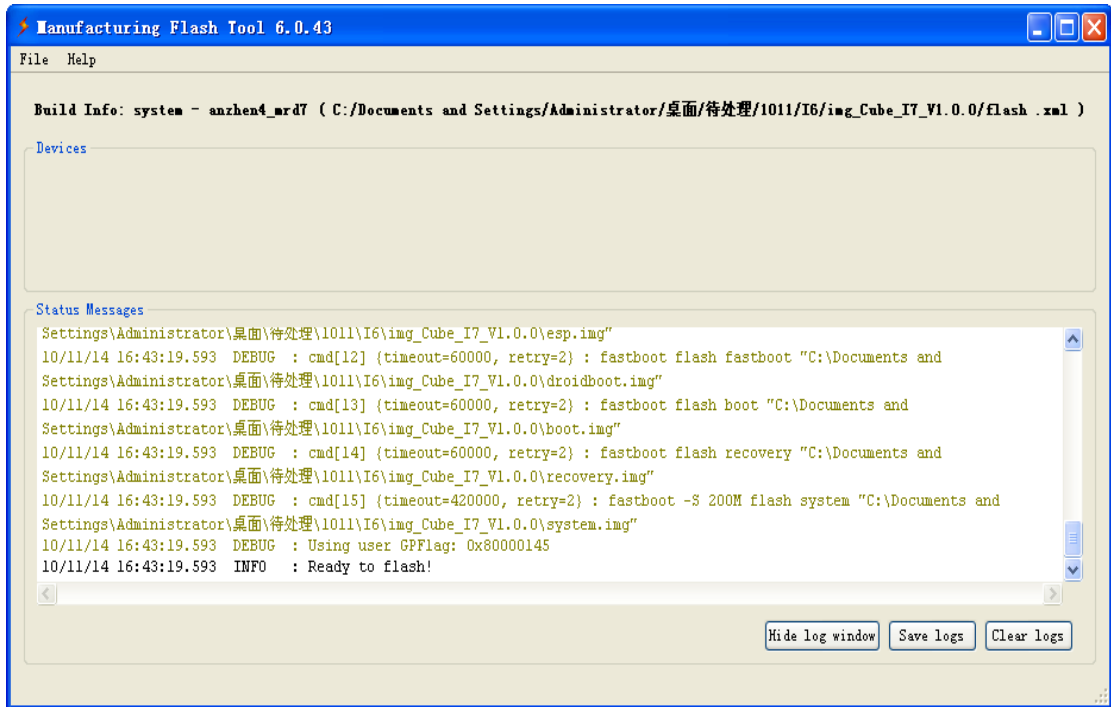 Manufacturing Flash Tool 6.0.43
File Help
Build Info: system - anzhen4_mrd7 ( C:/Documents and Settings/Administrator/桌面/待处理/1011/I6/img_Cube_I7_V1.0.0/flash .xml )
Devices
Status Messages
Settings\Administrator\桌面\待处理\1011\I6\img_Cube_I7_V1.0.0\esp.img"
10/11/14 16:43:19.593 DEBUG : cmd[12] {timeout=60000, retry=2} : fastboot flash fastboot "C:\Documents and
Settings\Administrator\桌面\待处理\1011\I6\img_Cube_I7_V1.0.0\droidboot.img"
10/11/14 16:43:19.593 DEBUG : cmd[13] {timeout=60000, retry=2} : fastboot flash boot "C:\Documents and
Settings\Administrator\桌面\待处理\1011\I6\img_Cube_I7_V1.0.0\boot.img"
10/11/14 16:43:19.593 DEBUG : cmd[14] {timeout=60000, retry=2} : fastboot flash recovery "C:\Documents and
Settings\Administrator\桌面\待处理\1011\I6\img_Cube_I7_V1.0.0\recovery.img"
10/11/14 16:43:19.593 DEBUG : cmd[15] {timeout=420000, retry=2} : fastboot -S 200M flash system "C:\Documents and
Settings\Administrator\桌面\待处理\1011\I6\img_Cube_I7_V1.0.0\system.img"
10/11/14 16:43:19.593 DEBUG : Using user GPFlag: 0x80000145
10/11/14 16:43:19.593 INFO : Ready to flash!
Hide log window Save logs Clear logs